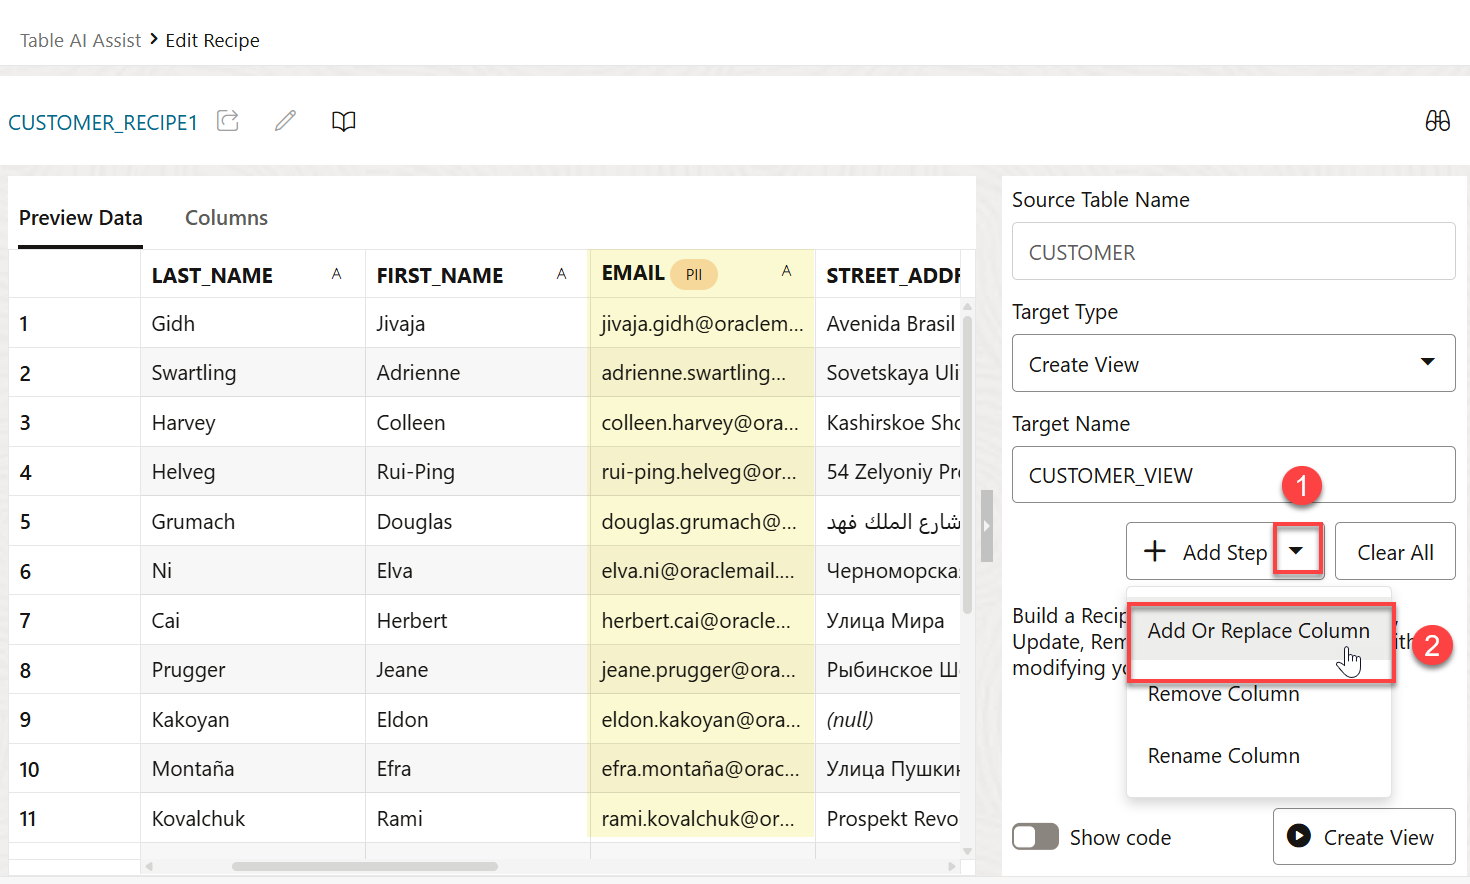 Table AI Assist > Edit Recipe
CUSTOMER_RECIPE1
Preview Data Columns
LAST_NAME A FIRST_NAME A EMAIL PII A STREET_ADDR
1 Gidh Jivaja jivaja.gidh@oraclem... Avenida Brasil
2 Swartling Adrienne adrienne.swartling... Sovetskaya Uli
3 Harvey Colleen colleen.harvey@ora... Kashirskoe Sho
4 Helveg Rui-Ping rui-ping.helveg@or... 54 Zelyoniy Pr
5 Grumach Douglas douglas.grumach@... شارع الملك فهد
6 Ni Elva elva.ni@oraclemail.... Черноморская
7 Cai Herbert herbert.cai@oracle... Улица Мира
8 Prugger Jeane jeane.prugger@ora... Рыбинское Ш
9 Kakoyan Eldon eldon.kakoyan@ora... (null)
10 Montaña Efra efra.montaña@orac... Улица Пушки
11 Kovalchuk Rami rami.kovalchuk@or... Prospekt Revo
Source Table Name
CUSTOMER
Target Type
Create View
Target Name
CUSTOMER_VIEW
1
+ Add Step Clear All
Build a Recip
Update, Rem
modifying yo
Add Or Replace Column
2
Remove Column
Rename Column
Show code Create View